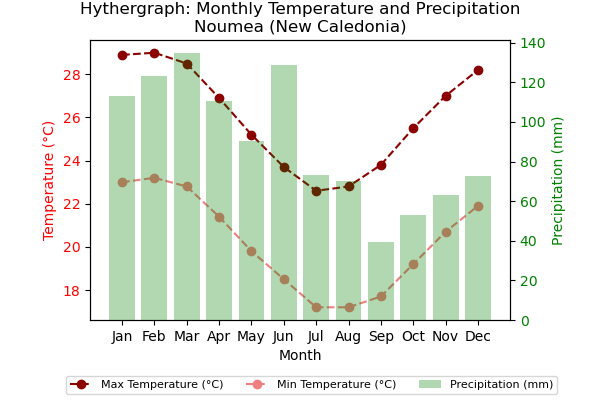 Hythergraph: Monthly Temperature and Precipitation
Noumea (New Caledonia)
Temperature (°C)
28
26
24
22
20
18
140
120
100
80
60
40
20
0
Precipitation (mm)
Jan Feb Mar Apr May Jun Jul Aug Sep Oct Nov Dec
Month
Max Temperature (°C) Min Temperature (°C) Precipitation (mm)